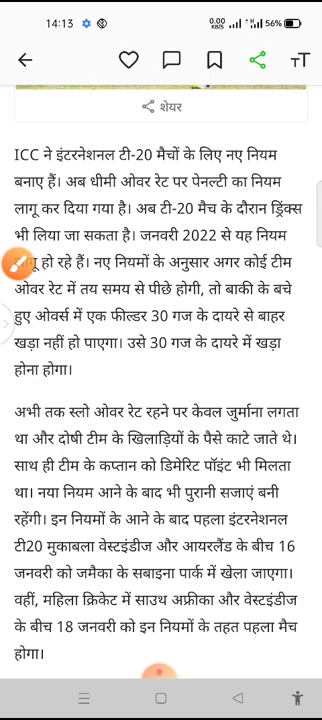 14:13
0.00
KB/S
56%
TT
शेयर
ICC ने इंटरनेशनल टी-20 मैचों के लिए नए नियम
बनाए हैं। अब धीमी ओवर रेट पर पेनल्टी का नियम
लागू कर दिया गया है। अब टी-20 मैच के दौरान ड्रिंक्स
भी लिया जा सकता है। जनवरी 2022 से यह नियम
हो रहे हैं। नए नियमों के अनुसार अगर कोई टीम
ओवर रेट में तय समय से पीछे होगी, तो बाकी के बचे
हुए ओवर्स में एक फील्डर 30 गज के दायरे से बाहर
खड़ा नहीं हो पाएगा। उसे 30 गज के दायरे में खड़ा
होना होगा।
अभी तक स्लो ओवर रेट रहने पर केवल जुर्माना लगता
था और दोषी टीम के खिलाड़ियों के पैसे काटे जाते थे।
साथ ही टीम के कप्तान को डिमेरिट पॉइंट भी मिलता
था। नया नियम आने के बाद भी पुरानी सजाएं बनी
रहेंगी। इन नियमों के आने के बाद पहला इंटरनेशनल
टी20 मुकाबला वेस्टइंडीज और आयरलैंड के बीच 16
जनवरी को जमैका के सबाइना पार्क में खेला जाएगा।
वहीं, महिला क्रिकेट में साउथ अफ्रीका और वेस्टइंडीज
के बीच 18 जनवरी को इन नियमों के तहत पहला मैच
होगा।